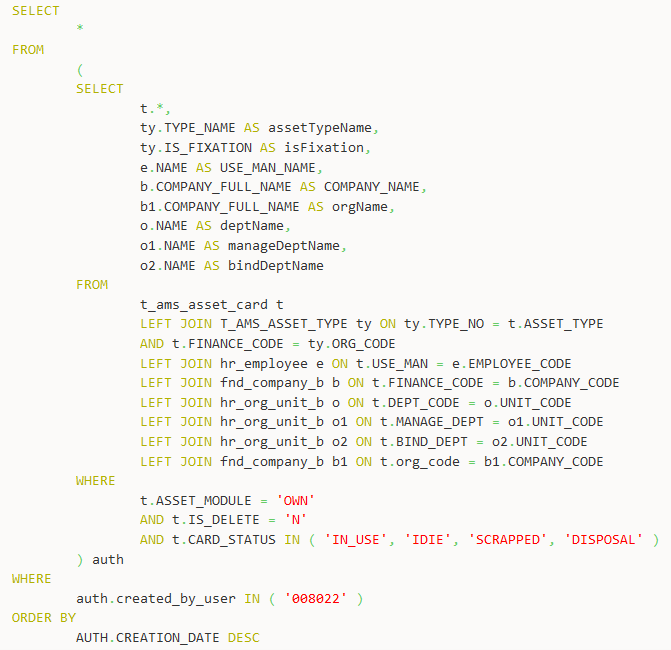 SELECT
*
FROM
(
SELECT
t.*,
ty.TYPE_NAME AS assetTypeName,
ty.IS_FIXATION AS isFixation,
e.NAME AS USE_MAN_NAME,
b.COMPANY_FULL_NAME AS COMPANY_NAME,
b1.COMPANY_FULL_NAME AS orgName,
o.NAME AS deptName,
o1.NAME AS manageDeptName,
o2.NAME AS bindDeptName
FROM
t_ams_asset_card t
LEFT JOIN T_AMS_ASSET_TYPE ty ON ty.TYPE_NO = t.ASSET_TYPE
AND t.FINANCE_CODE = ty.ORG_CODE
LEFT JOIN hr_employee e ON t.USE_MAN = e.EMPLOYEE_CODE
LEFT JOIN fnd_company_b b ON t.FINANCE_CODE = b.COMPANY_CODE
LEFT JOIN hr_org_unit_b o ON t.DEPT_CODE = o.UNIT_CODE
LEFT JOIN hr_org_unit_b o1 ON t.MANAGE_DEPT = o1.UNIT_CODE
LEFT JOIN hr_org_unit_b o2 ON t.BIND_DEPT = o2.UNIT_CODE
LEFT JOIN fnd_company_b b1 ON t.org_code = b1.COMPANY_CODE
WHERE
t.ASSET_MODULE = 'OWN'
AND t.IS_DELETE = 'N'
AND t.CARD_STATUS IN ( 'IN_USE', 'IDIE', 'SCRAPPED', 'DISPOSAL' )
) auth
WHERE
auth.created_by_user IN ( '008022' )
ORDER BY
AUTH.CREATION_DATE DESC